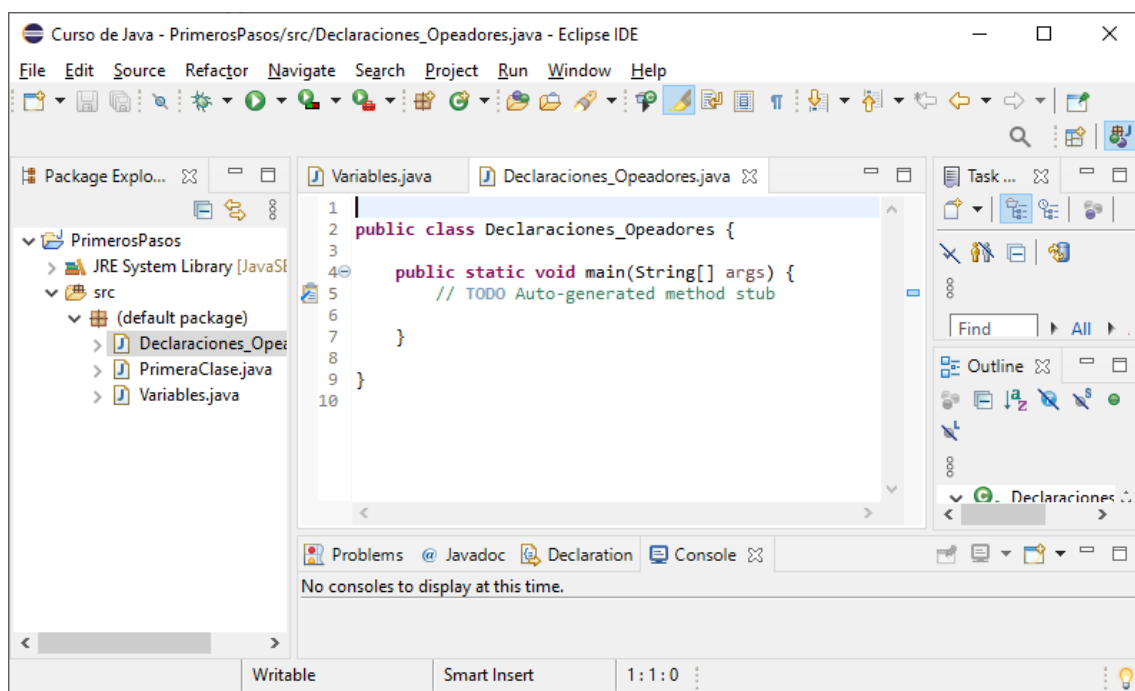 Curso de Java - PrimerosPasos/src/Declaraciones_Opeadores.java - Eclipse IDE
File Edit Source Refactor Navigate Search Project Run Window Help
Package Explo...
PrimerosPasos
JRE System Library [JavaSE
src
(default package)
Declaraciones_Opea
PrimeraClase.java
Variables.java
Variables.java Declaraciones_Opeadores.java
1
2 public class Declaraciones_Opeadores {
3
4 public static void main(String[] args) {
5 // TODO Auto-generated method stub
6
7 }
8
9 }
10
Task ...
Find All
Outline
Declaraciones
Problems @ Javadoc Declaration Console
No consoles to display at this time.
Writable Smart Insert 1 : 1 : 0